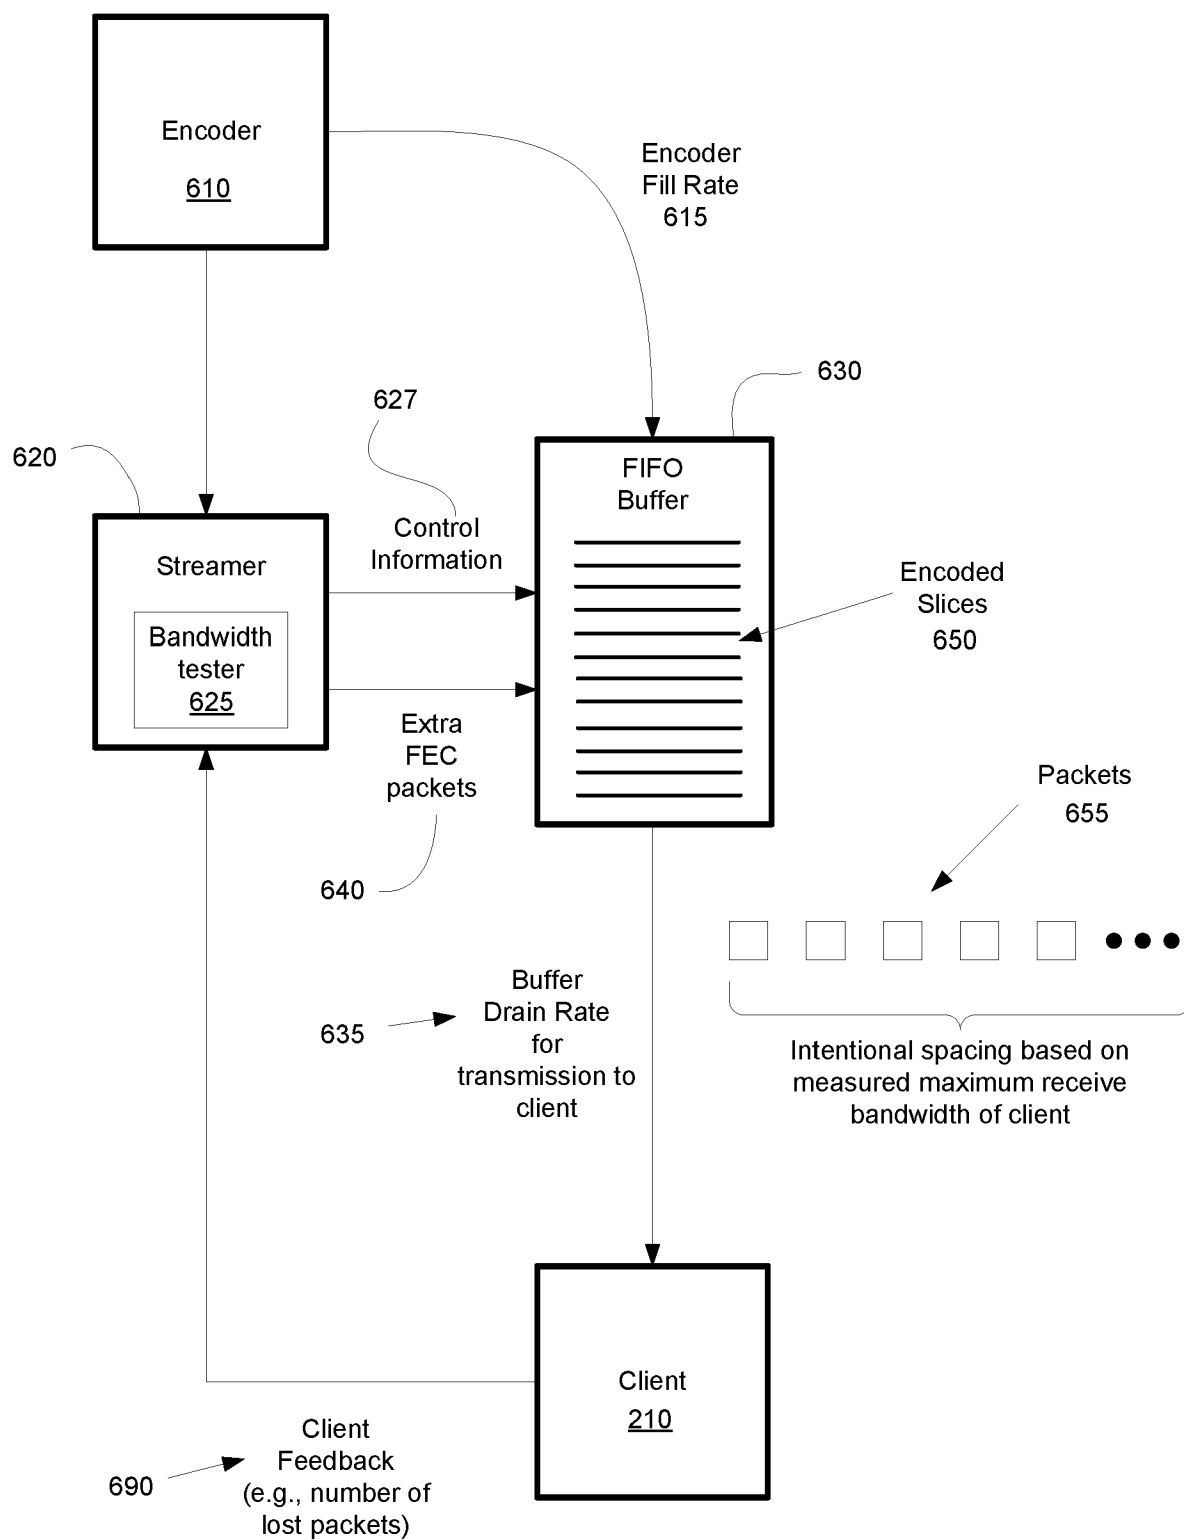 Encoder
610
Encoder
Fill Rate
615
630
627
620
FIFO
Buffer
Control
Information
Streamer
Bandwidth
tester
625
Encoded
Slices
650
Extra
FEC
packets
640
Packets
655
Buffer
Drain Rate
for
transmission to
client
635
Intentional spacing based on
measured maximum receive
bandwidth of client
Client
210
Client
Feedback
(e.g., number of
lost packets)
690